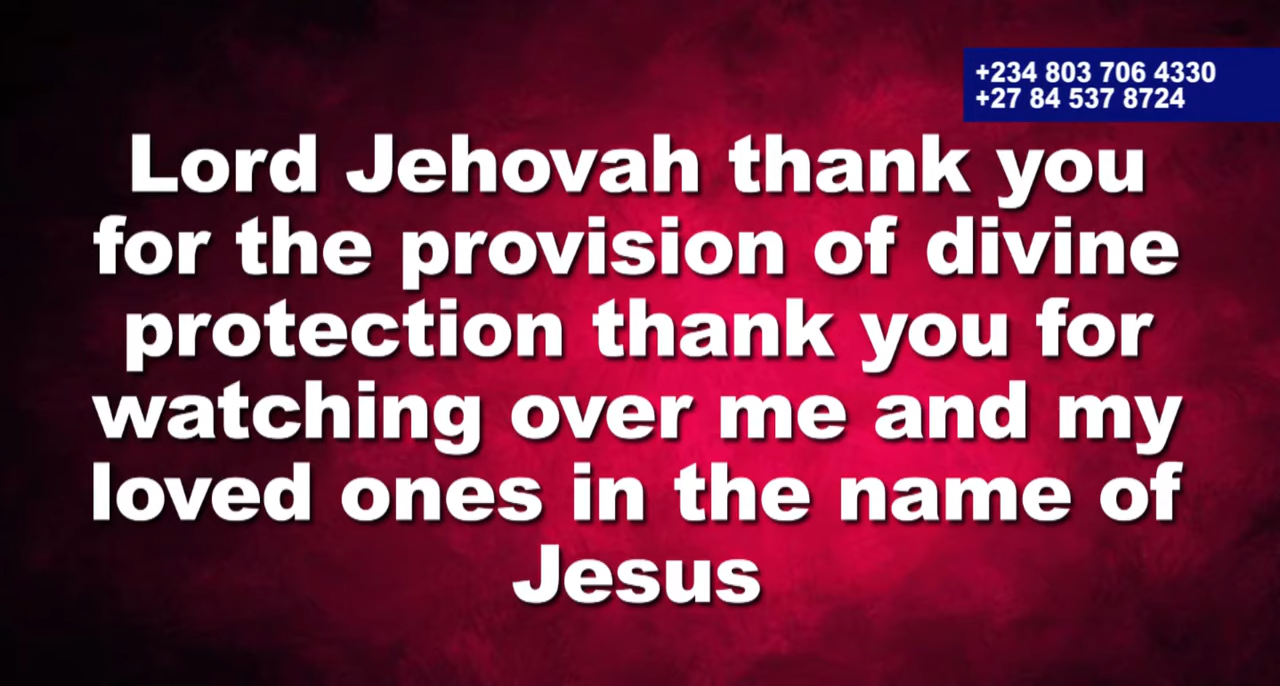 +234 803 706 4330
+27 84 537 8724
Lord Jehovah thank you
for the provision of divine
protection thank you for
watching over me and my
loved ones in the name of
Jesus